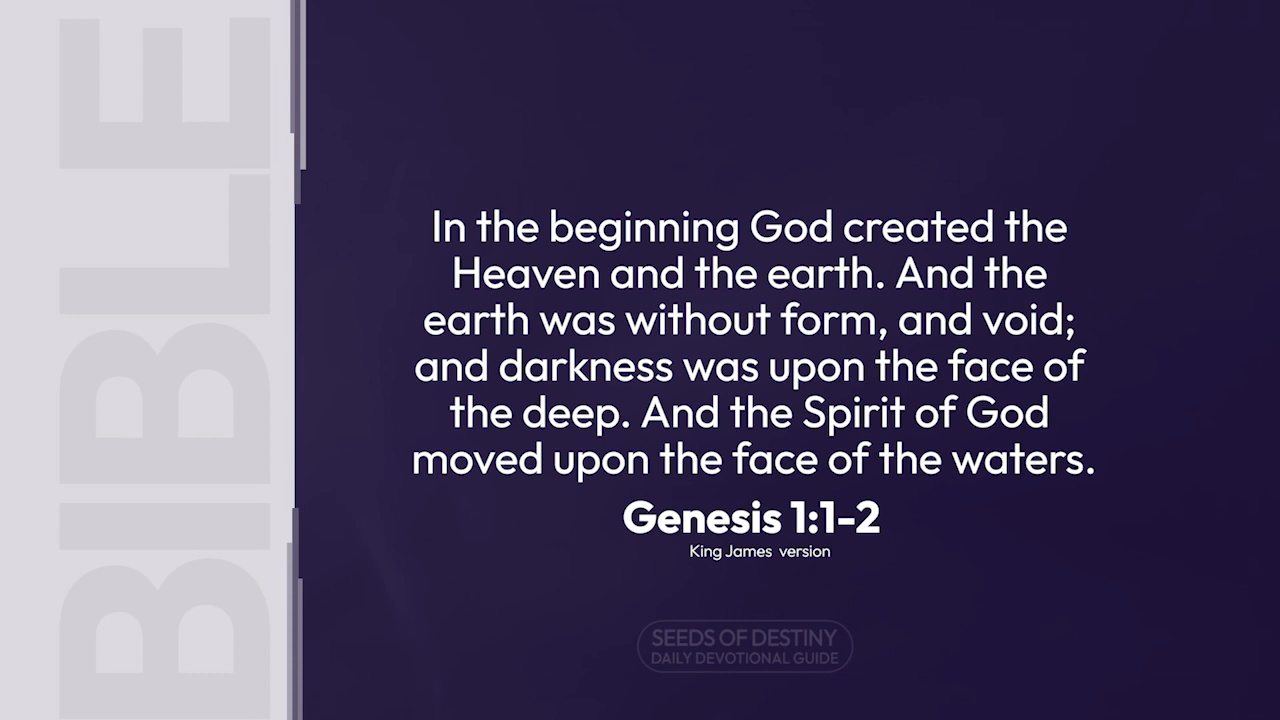 BIBLE
In the beginning God created the
Heaven and the earth. And the
earth was without form, and void;
and darkness was upon the face of
the deep. And the Spirit of God
moved upon the face of the waters.
Genesis 1:1-2
King James version
SEEDS OF DESTINY
DAILY DEVOTIONAL GUIDE